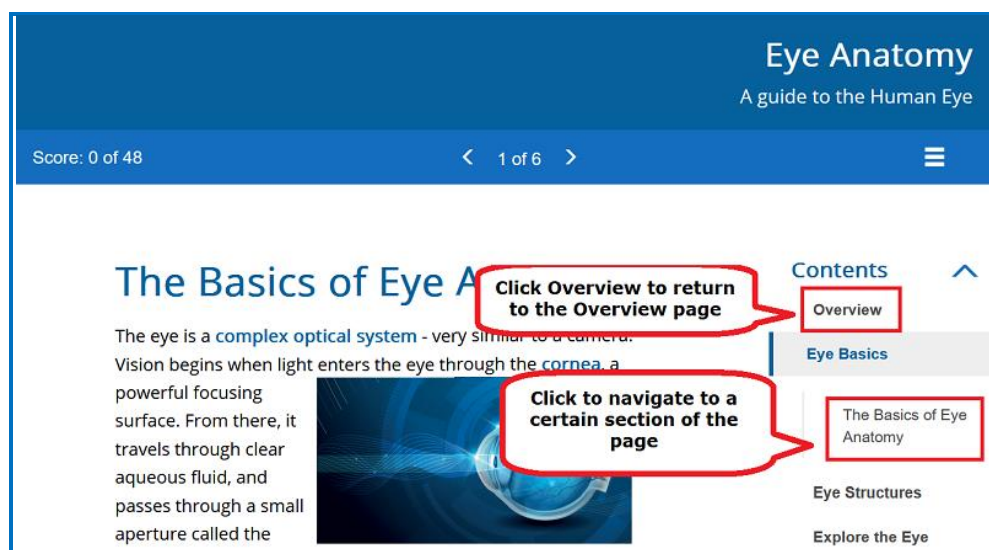 Eye Anatomy
A guide to the Human Eye
Score: 0 of 48
1 of 6
The Basics of Eye A
The eye is a complex optical system - very similar to a camera.
Vision begins when light enters the eye through the cornea, a
powerful focusing
surface. From there, it
travels through clear
aqueous fluid, and
passes through a small
aperture called the
Click Overview to return
to the Overview page
Click to navigate to a
certain section of the
page
Contents
Overview
Eye Basics
The Basics of Eye
Anatomy
Eye Structures
Explore the Eye